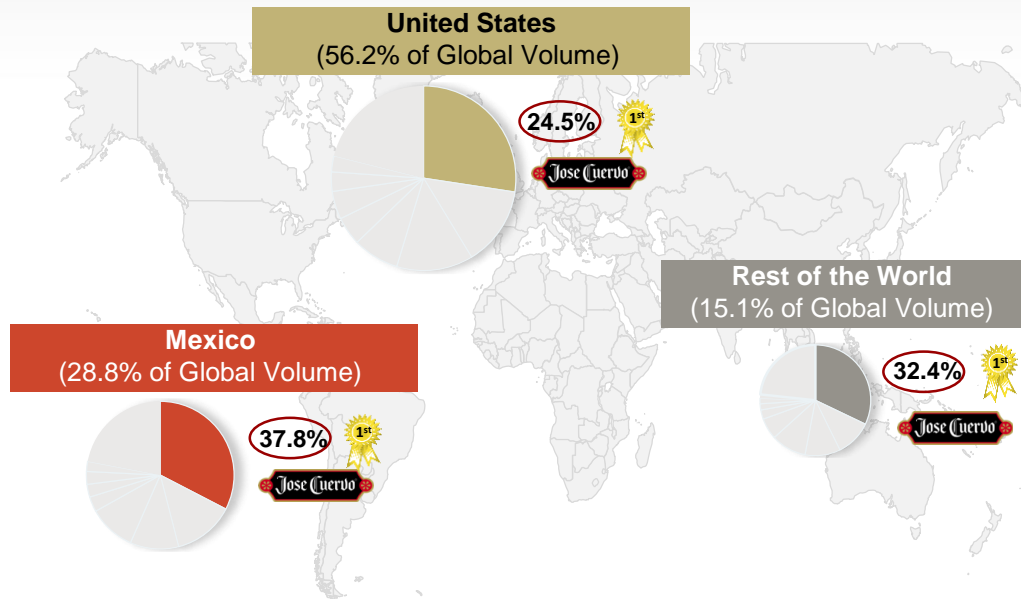 United States
(56.2% of Global Volume)
24.5%
1st
Jose Cuervo
Rest of the World
(15.1% of Global Volume)
32.4%
1st
Jose Cuervo
Mexico
(28.8% of Global Volume)
37.8%
1st
Jose Cuervo